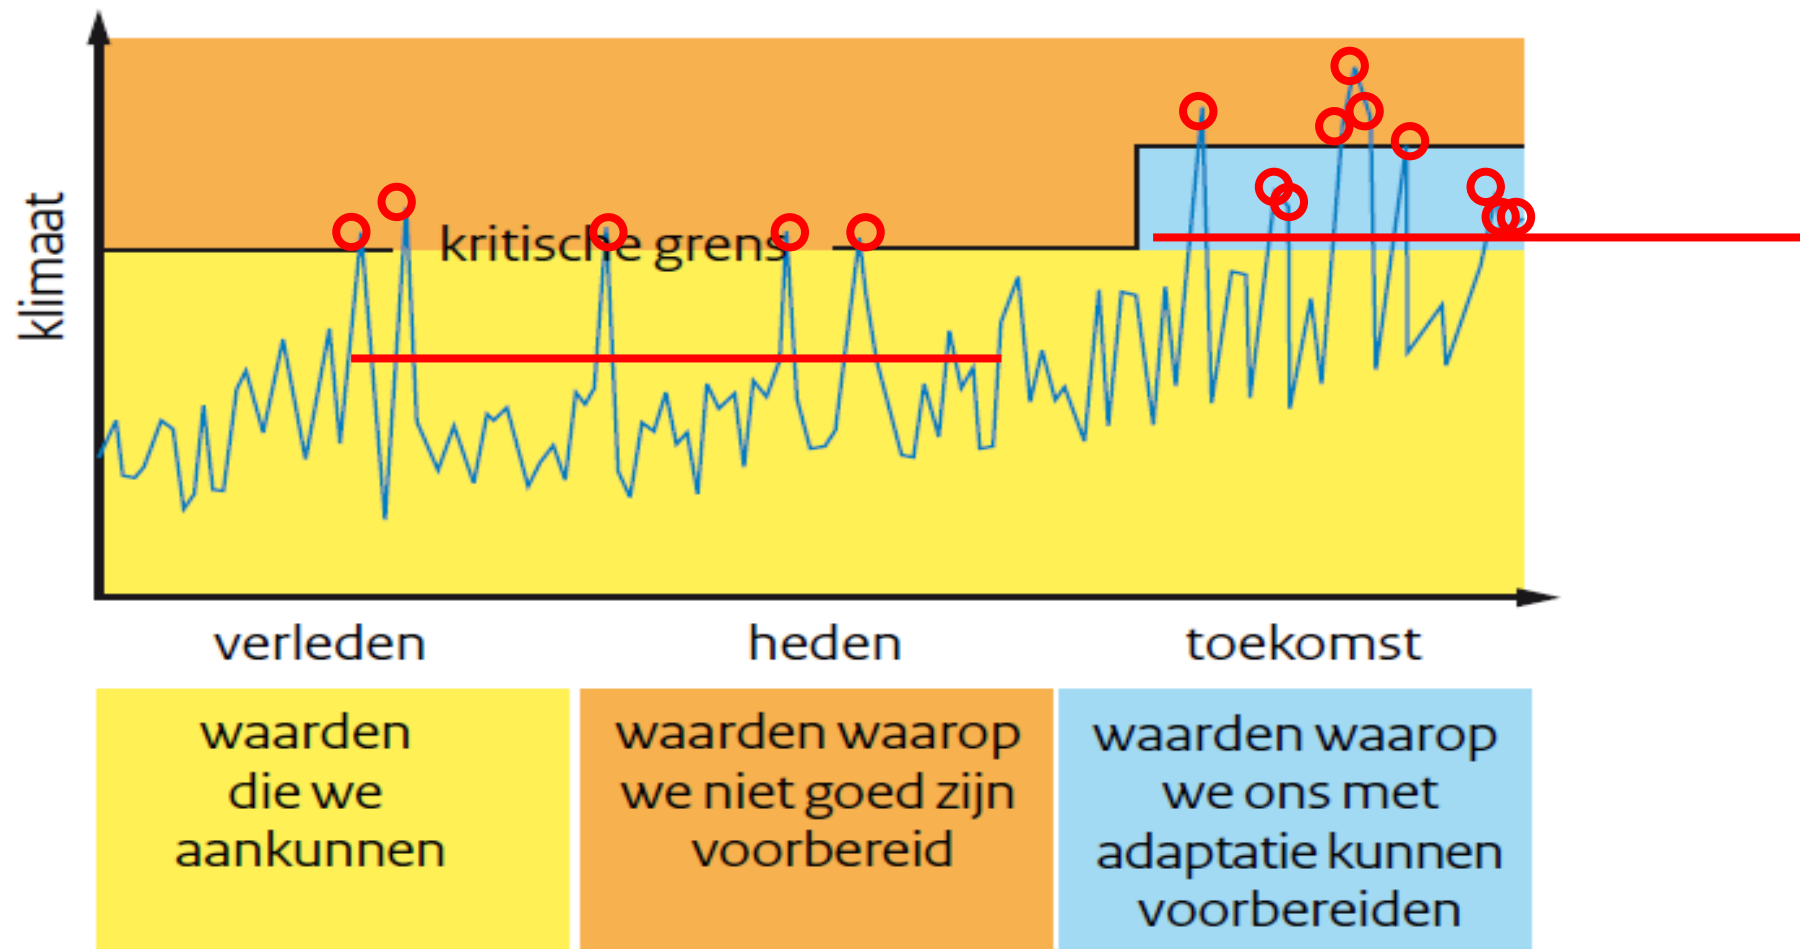 klimaat
kritische grens
verleden
heden
toekomst
waarden
die we
aankunnen
waarden waarop
we niet goed zijn
voorbereid
waarden waarop
we ons met
adaptatie kunnen
voorbereiden